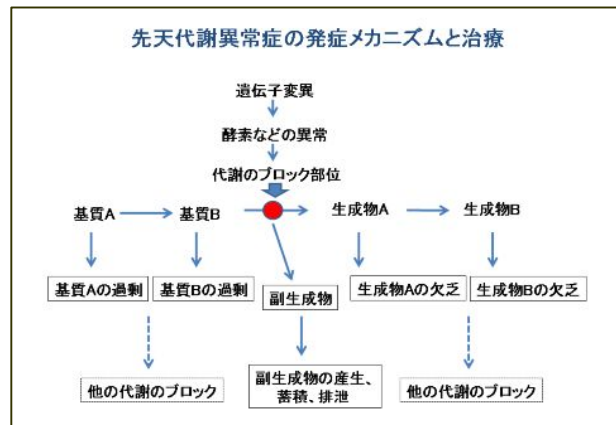 先天代謝異常症の発症メカニズムと治療
遺伝子変異
酵素などの異常
代謝のブロック部位
基質A
基質B
生成物A
生成物B
基質Aの過剰
基質Bの過剰
副生成物
生成物Aの欠乏
生成物Bの欠乏
他の代謝のブロック
副生成物の産生、
蓄積、排泄
他の代謝のブロック